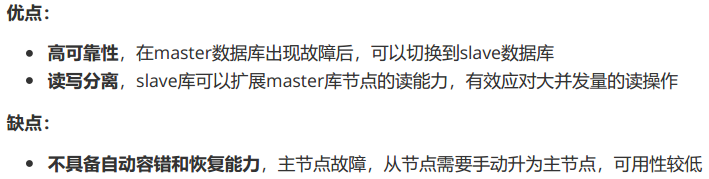 优点：
高可靠性，在master数据库出现故障后，可以切换到slave数据库
读写分离，slave库可以扩展master库节点的读能力，有效应对大并发量的读操作
缺点：
不具备自动容错和恢复能力，主节点故障，从节点需要手动升为主节点，可用性较低